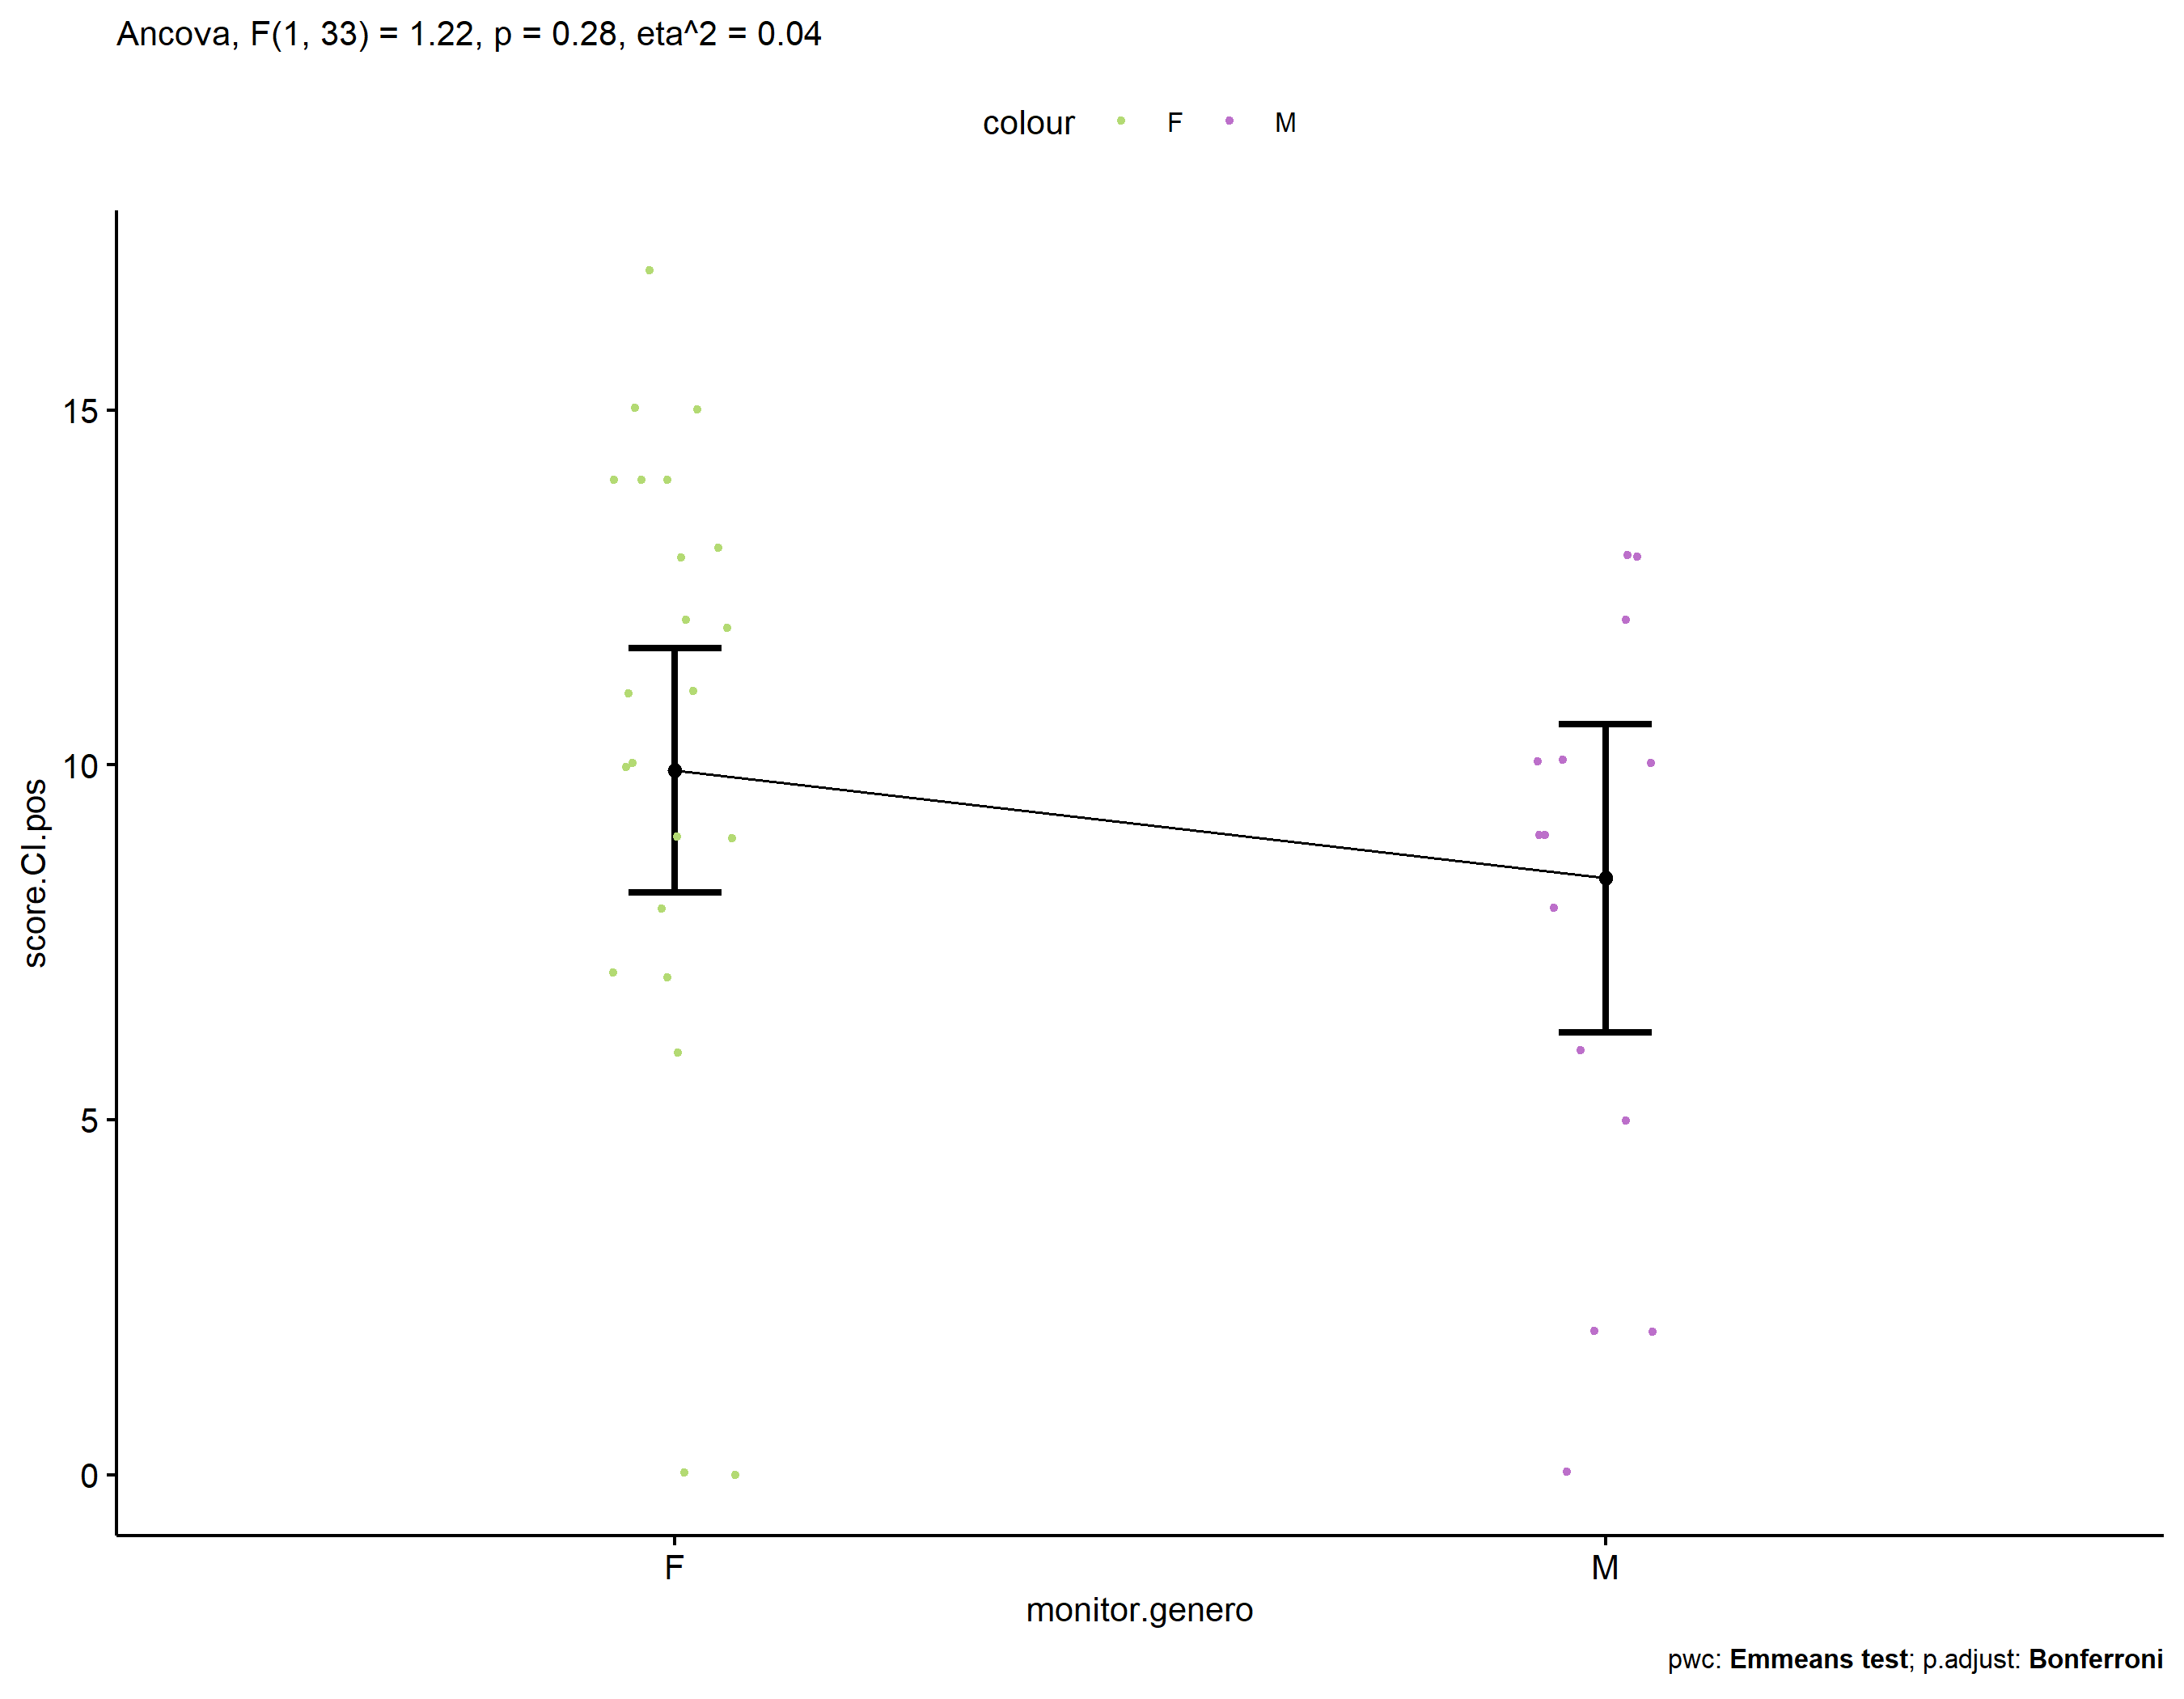 Ancova, F(1, 33) = 1.22, p = 0.28, eta^2 = 0.04
colour F M
15
10
5
0
score.CI.pos
F M
monitor.genero
pwc: Emmeans test; p.adjust: Bonferroni